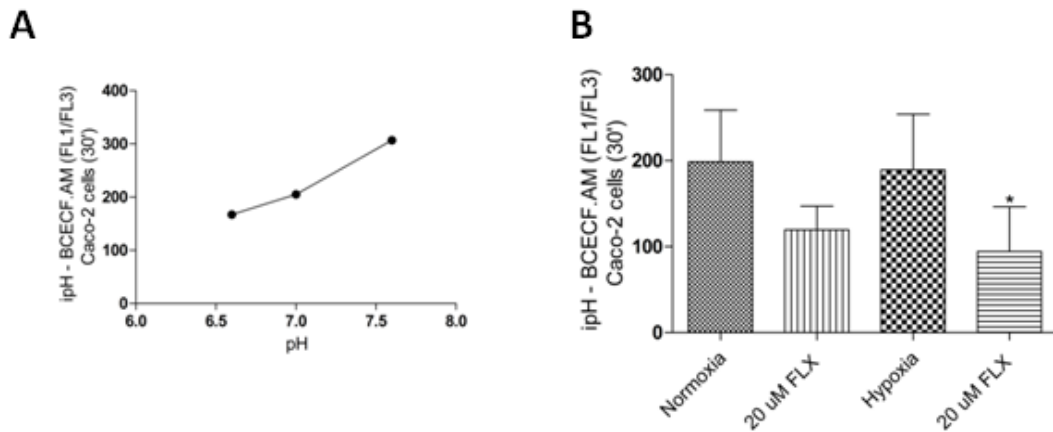 A
ipH - BCECF.AM (FL1/FL3)
Caco-2 cells (30')
400
300
200
100
0
6.0 6.5 7.0 7.5 8.0
pH
B
ipH - BCECF.AM (FL1/FL3)
Caco-2 cells (30')
300
200
100
0
*
Normoxia
20 uM FLX
Hypoxia
20 uM FLX